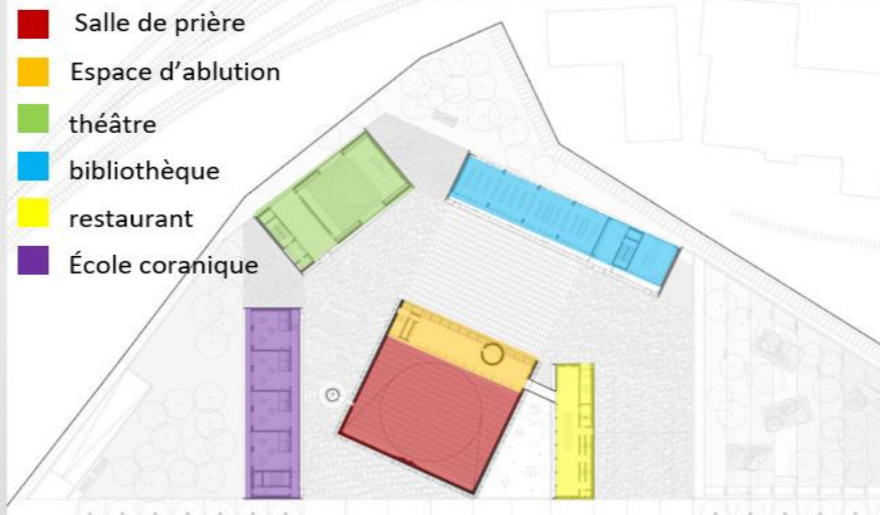 Salle de prière
Espace d’ablution
théâtre
bibliothèque
restaurant
École coranique